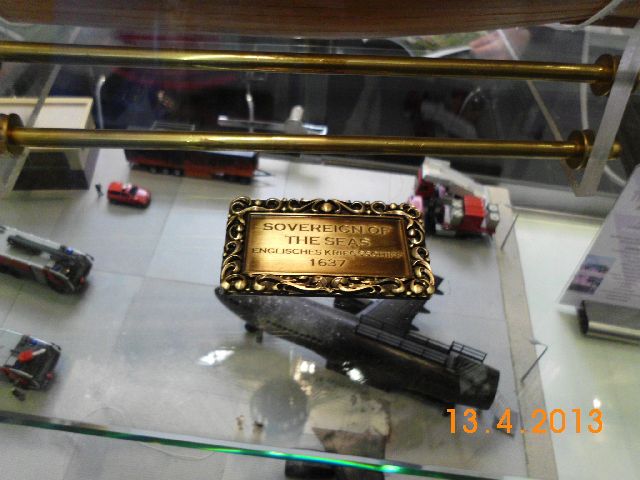 SOVEREIGN OF
THE SEAS
ENGLISCHES KRIEGSSCHIFF
1637
13.4.2013